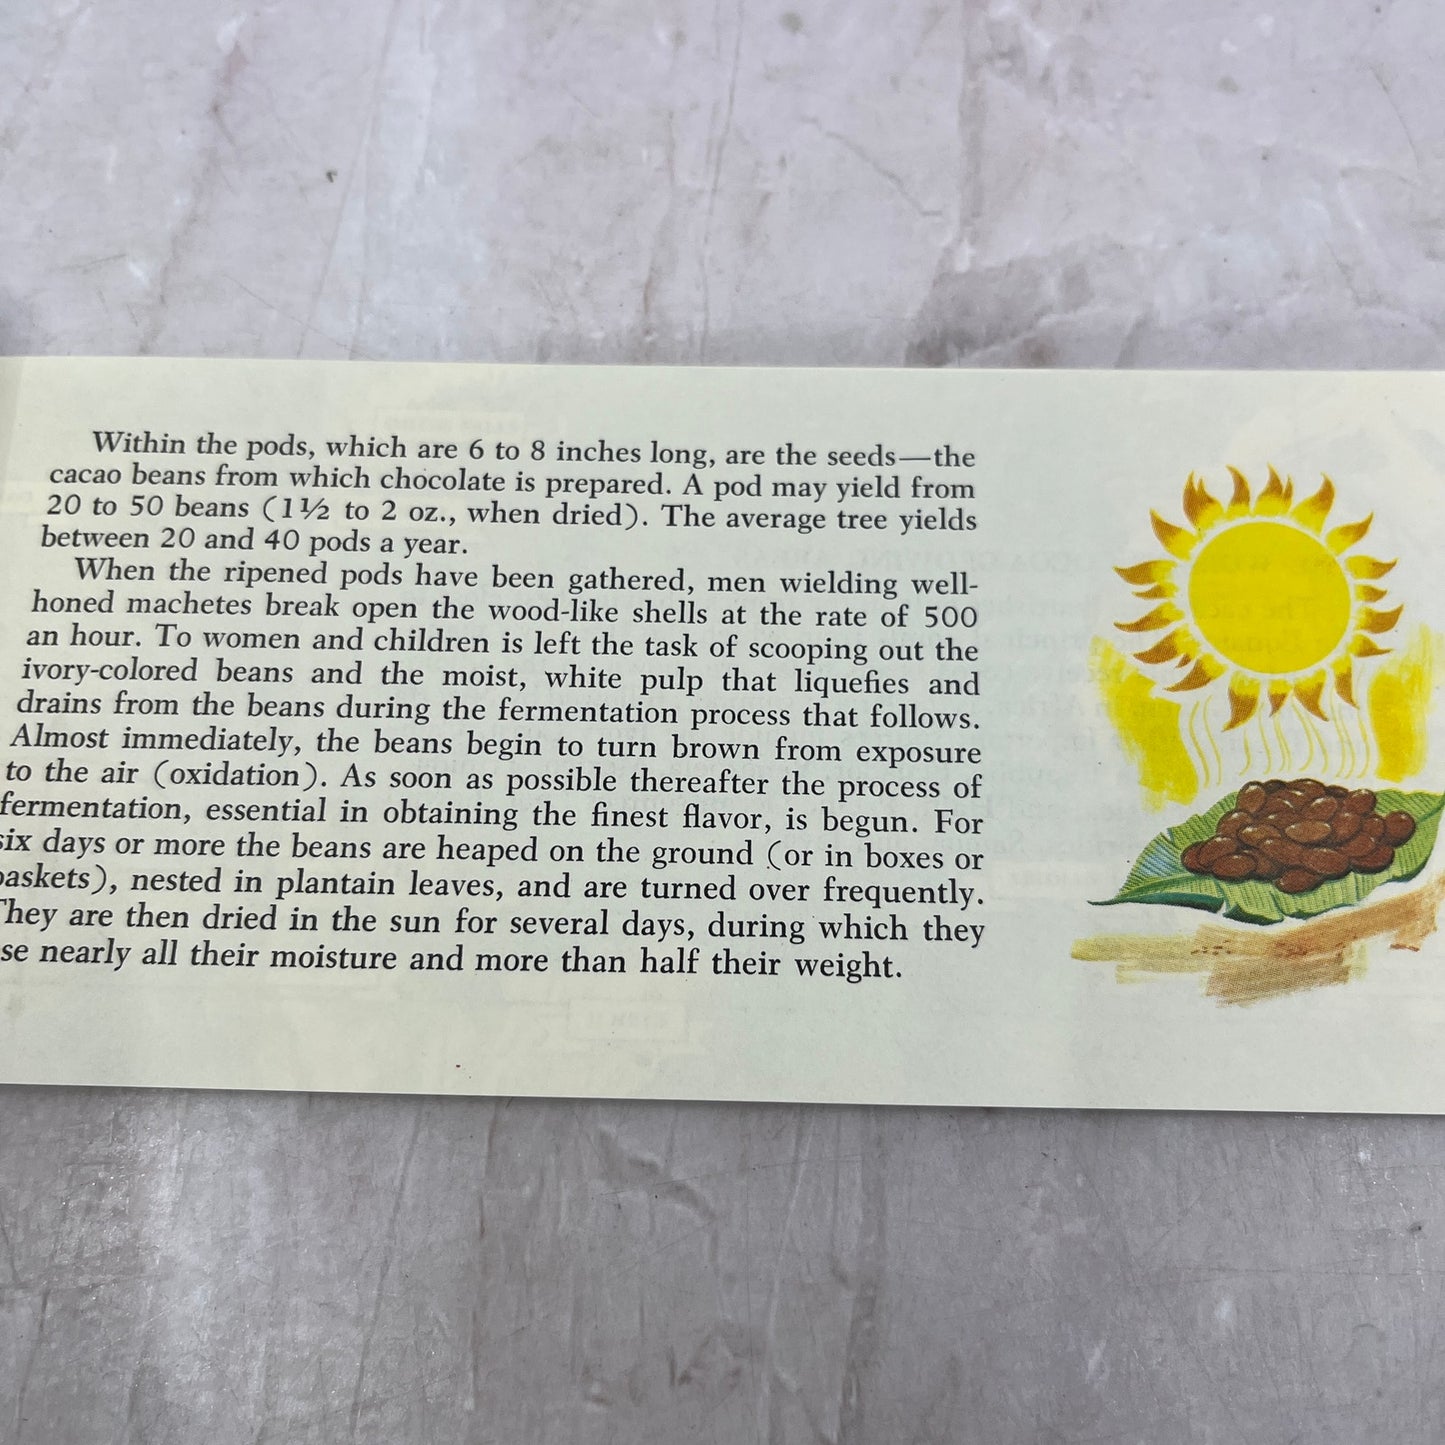 Within the pods, which are 6 to 8 inches long, are the seeds—the
cacao beans from which chocolate is prepared. A pod may yield from
20 to 50 beans (1½ to 2 oz., when dried). The average tree yields
between 20 and 40 pods a year.
When the ripened pods have been gathered, men wielding well-
honed machetes break open the wood-like shells at the rate of 500
an hour. To women and children is left the task of scooping out the
ivory-colored beans and the moist, white pulp that liquefies and
drains from the beans during the fermentation process that follows.
Almost immediately, the beans begin to turn brown from exposure
to the air (oxidation). As soon as possible thereafter the process of
fermentation, essential in obtaining the finest flavor, is begun. For
six days or more the beans are heaped on the ground (or in boxes or
baskets), nested in plantain leaves, and are turned over frequently.
They are then dried in the sun for several days, during which they
se nearly all their moisture and more than half their weight.